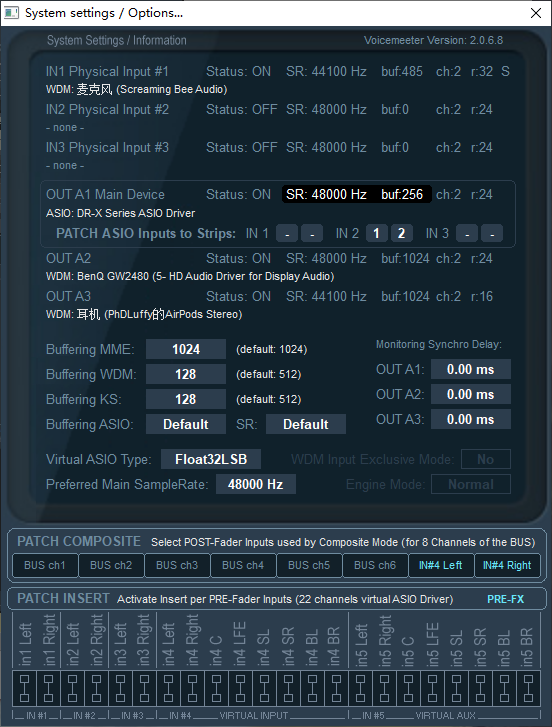 System settings / Options...
System Settings / Information Voicemeeter Version: 2.0.6.8
IN1 Physical Input #1 Status: ON SR: 44100 Hz buf:485 ch:2 r:32 S
WDM: 麦克风 (Screaming Bee Audio)
IN2 Physical Input #2 Status: OFF SR: 48000 Hz buf:0 ch:2 r:24
- none -
IN3 Physical Input #3 Status: OFF SR: 48000 Hz buf:0 ch:2 r:24
- none -
OUT A1 Main Device Status: ON SR: 48000 Hz buf:256 ch:2 r:24
ASIO: DR-X Series ASIO Driver
PATCH ASIO Inputs to Strips: IN 1 - - IN 2 1 2 IN 3 - -
OUT A2 Status: ON SR: 48000 Hz buf:1024 ch:2 r:24
WDM: BenQ GW2480 (5- HD Audio Driver for Display Audio)
OUT A3 Status: ON SR: 44100 Hz buf:1024 ch:2 r:16
WDM: 耳机 (PhDLuffy的AirPods Stereo)
Buffering MME: 1024 (default: 1024) Monitoring Synchro Delay:
Buffering WDM: 128 (default: 512) OUT A1: 0.00 ms
Buffering KS: 128 (default: 512) OUT A2: 0.00 ms
Buffering ASIO: Default SR: Default OUT A3: 0.00 ms
Virtual ASIO Type: Float32LSB WDM Input Exclusive Mode: No
Preferred Main SampleRate: 48000 Hz Engine Mode: Normal
PATCH COMPOSITE Select POST-Fader Inputs used by Composite Mode (for 8 Channels of the BUS)
BUS ch1 BUS ch2 BUS ch3 BUS ch4 BUS ch5 BUS ch6 IN#4 Left IN#4 Right
PATCH INSERT Activate Insert per PRE-Fader Inputs (22 channels virtual ASIO Driver) PRE-FX
in1 Left in1 Right in2 Left in2 Right in3 Left in3 Right in4 Left in4 Right in4 C in4 LFE in4 SL in4 SR in4 BL in4 BR in5 Left in5 Right in5 C in5 LFE in5 SL in5 SR in5 BL in5 BR
IN #1 IN #2 IN #3 IN #4 VIRTUAL INPUT IN #5 VIRTUAL AUX